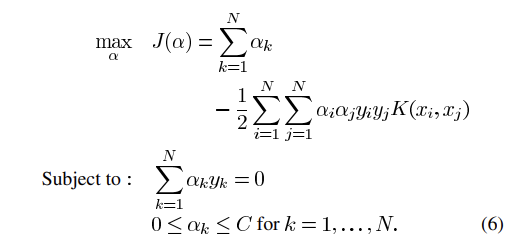 max_α J(α) = ∑_{k=1}^{N} α_k
− 1/2 ∑_{i=1}^{N} ∑_{j=1}^{N} α_i α_j y_i y_j K(x_i, x_j)
Subject to : ∑_{k=1}^{N} α_k y_k = 0
0 ≤ α_k ≤ C for k = 1, . . . , N. (6)